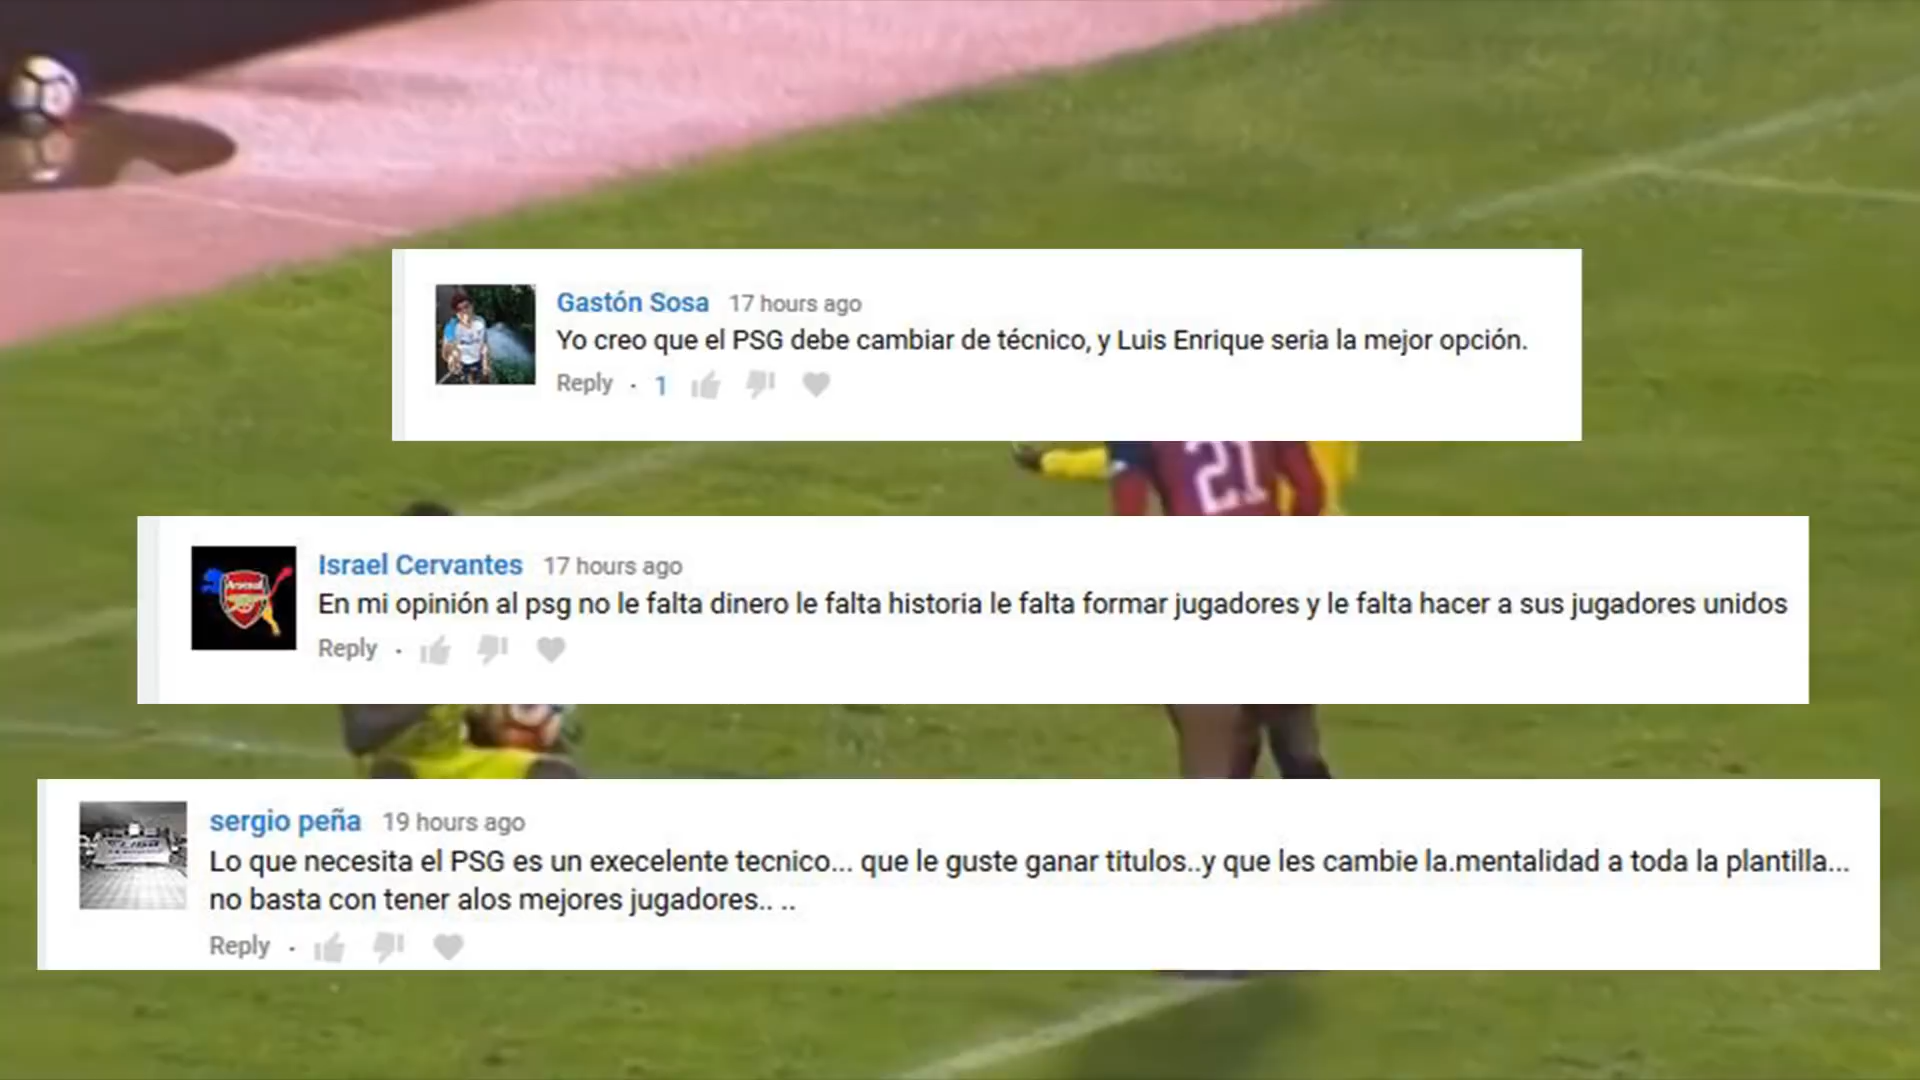 Gastón Sosa 17 hours ago
Yo creo que el PSG debe cambiar de técnico, y Luis Enrique seria la mejor opción.
Reply · 1
21
Arsenal
Israel Cervantes 17 hours ago
En mi opinión al psg no le falta dinero le falta historia le falta formar jugadores y le falta hacer a sus jugadores unidos
Reply ·
sergio peña 19 hours ago
Lo que necesita el PSG es un execelente tecnico... que le guste ganar titulos..y que les cambie la.mentalidad a toda la plantilla...
no basta con tener alos mejores jugadores.. ..
Reply ·